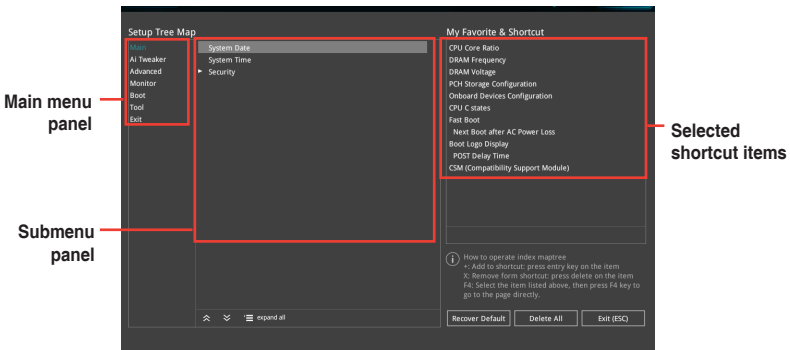 Setup Tree Map
My Favorite & Shortcut
Main
Ai Tweaker
Advanced
Monitor
Boot
Tool
Exit
System Date
System Time
Security
CPU Core Ratio
DRAM Frequency
DRAM Voltage
PCH Storage Configuration
Onboard Devices Configuration
CPU C states
Fast Boot
Next Boot after AC Power Loss
Boot Logo Display
POST Delay Time
CSM (Compatibility Support Module)
Main menu
panel
Selected
shortcut items
Submenu
panel
How to operate index maptree
+: Add to shortcut: press entry key on the item
X: Remove form shortcut: press delete on the item
F4: Select the item listed above, then press F4 key to
go to the page directly.
expand all
Recover Default
Delete All
Exit (ESC)